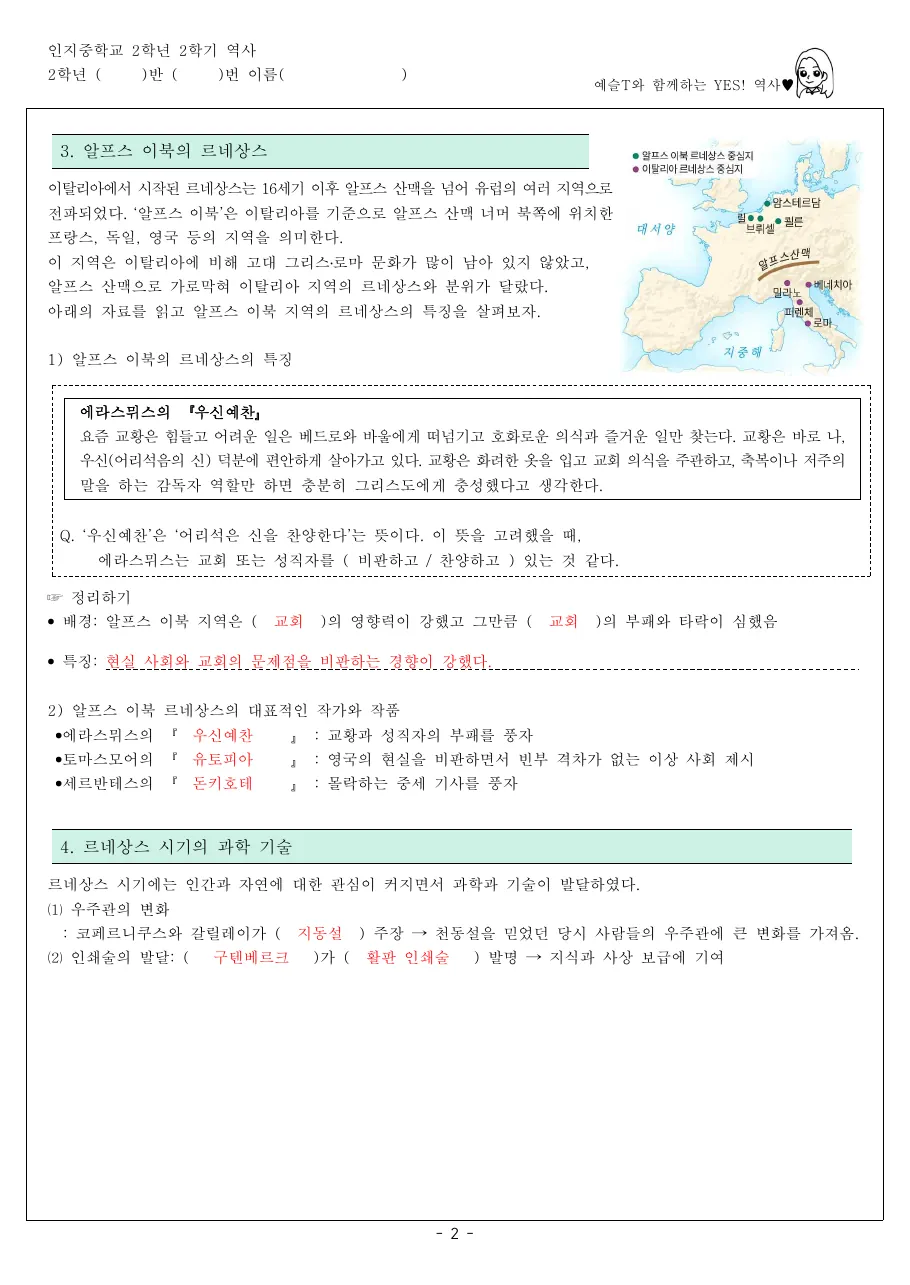 인지중학교 2학년 2학기 역사
2학년 (     )반 (     )번 이름(               )
예슬T와 함께하는 YES! 역사♥
3. 알프스 이북의 르네상스
이탈리아에서 시작된 르네상스는 16세기 이후 알프스 산맥을 넘어 유럽의 여러 지역으로
전파되었다. ‘알프스 이북’은 이탈리아를 기준으로 알프스 산맥 너머 북쪽에 위치한
프랑스, 독일, 영국 등의 지역을 의미한다.
이 지역은 이탈리아에 비해 고대 그리스·로마 문화가 많이 남아 있지 않았고,
알프스 산맥으로 가로막혀 이탈리아 지역의 르네상스와 분위가 달랐다.
아래의 자료를 읽고 알프스 이북 지역의 르네상스의 특징을 살펴보자.
● 알프스 이북 르네상스 중심지
● 이탈리아 르네상스 중심지
암스테르담
릴
브뤼셀
쾰른
대서양
알프스산맥
밀라노
베네치아
피렌체
로마
지중해
1) 알프스 이북의 르네상스의 특징
에라스뮈스의 『우신예찬』
요즘 교황은 힘들고 어려운 일은 베드로와 바울에게 떠넘기고 호화로운 의식과 즐거운 일만 찾는다. 교황은 바로 나,
우신(어리석음의 신) 덕분에 편안하게 살아가고 있다. 교황은 화려한 옷을 입고 교회 의식을 주관하고, 축복이나 저주의
말을 하는 감독자 역할만 하면 충분히 그리스도에게 충성했다고 생각한다.
Q. ‘우신예찬’은 ‘어리석은 신을 찬양한다’는 뜻이다. 이 뜻을 고려했을 때,
에라스뮈스는 교회 또는 성직자를 ( 비판하고 / 찬양하고 ) 있는 것 같다.
☞ 정리하기
● 배경: 알프스 이북 지역은 ( 교회 )의 영향력이 강했고 그만큼 ( 교회 )의 부패와 타락이 심했음
● 특징: 현실 사회와 교회의 문제점을 비판하는 경향이 강했다.
2) 알프스 이북 르네상스의 대표적인 작가와 작품
●에라스뮈스의 『 우신예찬 』 : 교황과 성직자의 부패를 풍자
●토마스모어의 『 유토피아 』 : 영국의 현실을 비판하면서 빈부 격차가 없는 이상 사회 제시
●세르반테스의 『 돈키호테 』 : 몰락하는 중세 기사를 풍자
4. 르네상스 시기의 과학 기술
르네상스 시기에는 인간과 자연에 대한 관심이 커지면서 과학과 기술이 발달하였다.
⑴ 우주관의 변화
: 코페르니쿠스와 갈릴레이가 ( 지동설 ) 주장 → 천동설을 믿었던 당시 사람들의 우주관에 큰 변화를 가져옴.
⑵ 인쇄술의 발달: ( 구텐베르크 )가 ( 활판 인쇄술 ) 발명 → 지식과 사상 보급에 기여
- 2 -